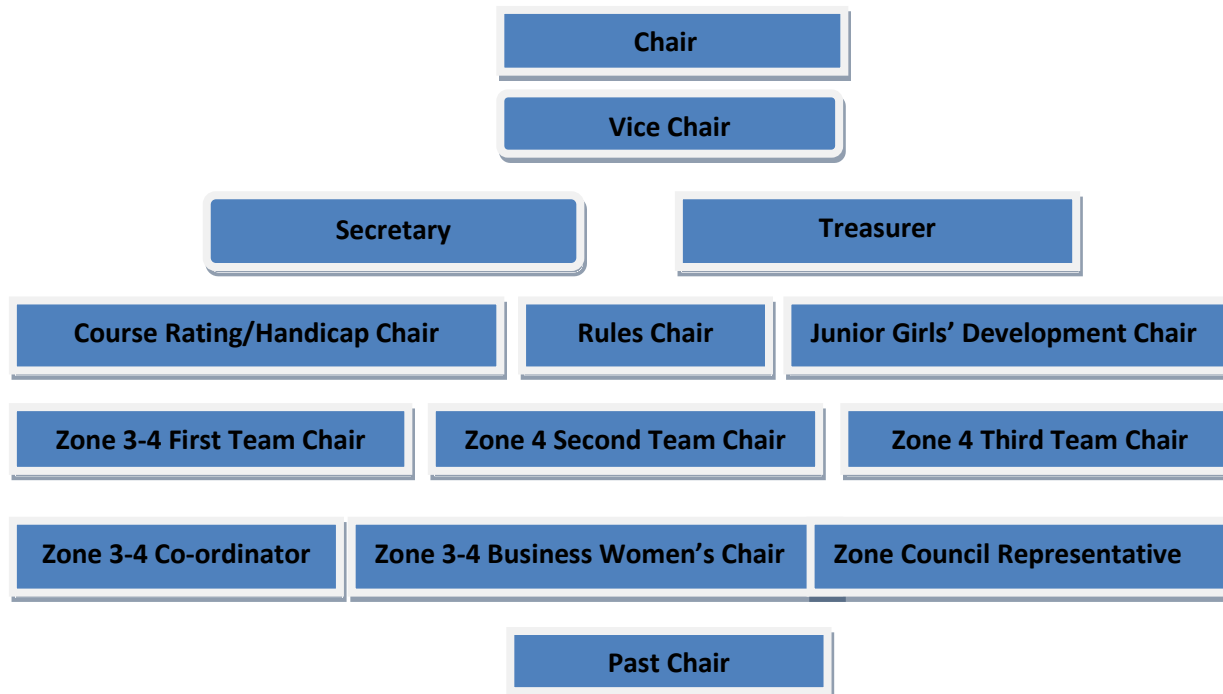 Chair
Vice Chair
Secretary
Treasurer
Course Rating/Handicap Chair
Rules Chair
Junior Girls’ Development Chair
Zone 3-4 First Team Chair
Zone 4 Second Team Chair
Zone 4 Third Team Chair
Zone 3-4 Co-ordinator
Zone 3-4 Business Women’s Chair
Zone Council Representative
Past Chair